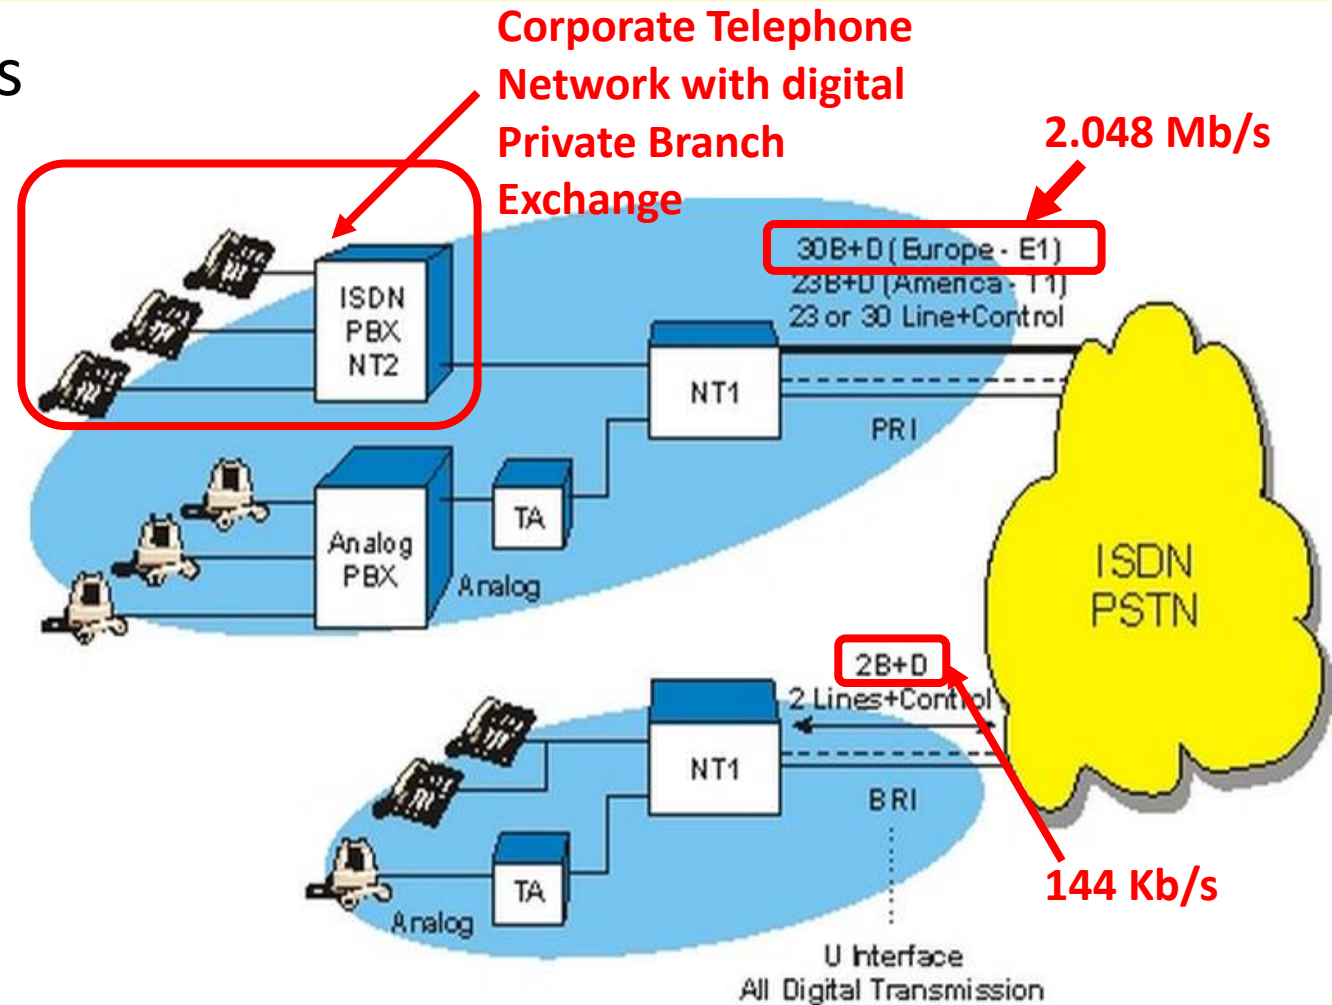 s
Corporate Telephone
Network with digital
Private Branch
Exchange
2.048 Mb/s
30B+D (Europe - E1)
23B+D (America - T1)
23 or 30 Line+Control
ISDN
PBX
NT2
NT1
PRI
TA
Analog
PBX
Analog
ISDN
PSTN
2B+D
2 Lines+Control
NT1
BRI
144 Kb/s
TA
Analog
U Interface
All Digital Transmission